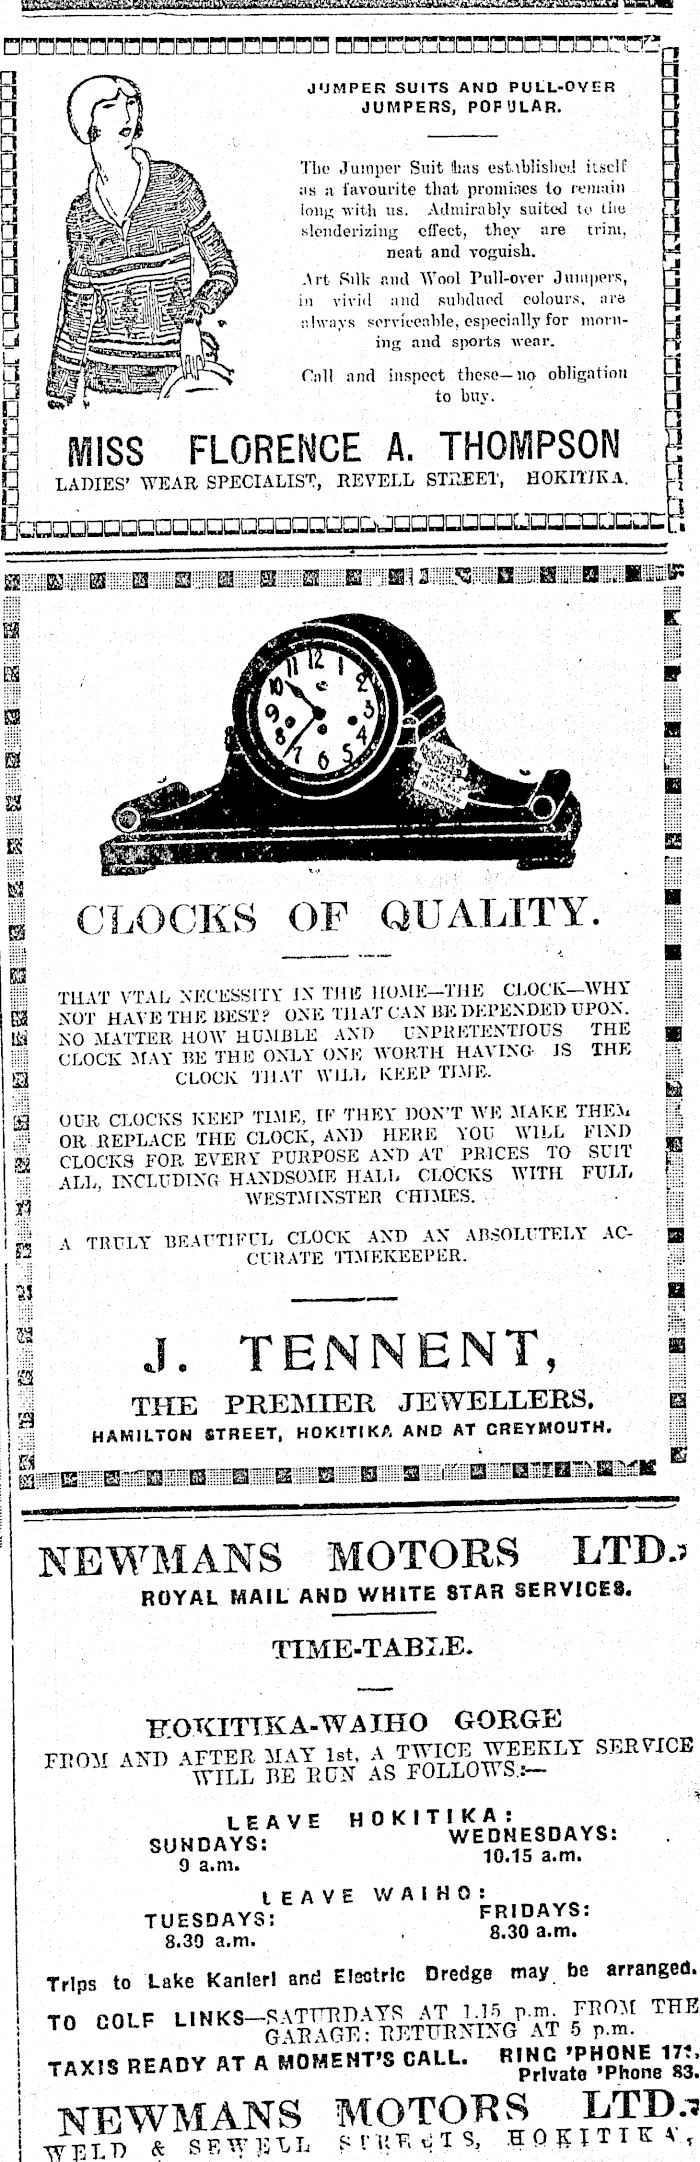 JUMPER SUITS AND PULL-OVER
JUMPERS, POPULAR.
The Jumper Suit has established itself
as a favourite that promises to remain
long with us. Admirably suited to the
slenderizing effect, they are trim,
neat and voguish.
Art Silk and Wool Pull-over Jumpers,
in vivid and subdued colours, are
always serviceable, especially for morn-
ing and sports wear.
Call and inspect these—no obligation
to buy.
MISS FLORENCE A. THOMPSON
LADIES' WEAR SPECIALIST, REVELL STREET, HOKITIKA.
12
11 1
10 2
9 3
8 4
7 5
6
CLOCKS OF QUALITY.
THAT VTAL NECESSITY IN THE HOME—THE CLOCK—WHY
NOT HAVE THE BEST? ONE THAT CAN BE DEPENDED UPON.
NO MATTER HOW HUMBLE AND UNPRETENTIOUS THE
CLOCK MAY BE THE ONLY ONE WORTH HAVING IS THE
CLOCK THAT WILL KEEP TIME.
OUR CLOCKS KEEP TIME, IF THEY DON'T WE MAKE THEM
OR REPLACE THE CLOCK, AND HERE YOU WILL FIND
CLOCKS FOR EVERY PURPOSE AND AT PRICES TO SUIT
ALL, INCLUDING HANDSOME HALL CLOCKS WITH FULL
WESTMINSTER CHIMES.
A TRULY BEAUTIFUL CLOCK AND AN ABSOLUTELY AC-
CURATE TIMEKEEPER.
J. TENNENT,
THE PREMIER JEWELLERS.
HAMILTON STREET, HOKITIKA AND AT GREYMOUTH.
NEWMANS MOTORS LTD.,
ROYAL MAIL AND WHITE STAR SERVICES.
TIME-TABLE.
HOKITIKA-WAIHO GORGE
FROM AND AFTER MAY 1st, A TWICE WEEKLY SERVICE
WILL BE RUN AS FOLLOWS:—
LEAVE HOKITIKA:
SUNDAYS: WEDNESDAYS:
9 a.m. 10.15 a.m.
LEAVE WAIHO:
TUESDAYS: FRIDAYS:
8.30 a.m. 8.30 a.m.
Trips to Lake Kanieri and Electric Dredge may be arranged.
TO GOLF LINKS—SATURDAYS AT 1.15 p.m. FROM THE
GARAGE: RETURNING AT 5 p.m.
TAXIS READY AT A MOMENT'S CALL. RING 'PHONE
Private 'Phone 83.
NEWMANS MOTORS LTD.,
WELD & SEWELL STREETS, HOKITIKA,